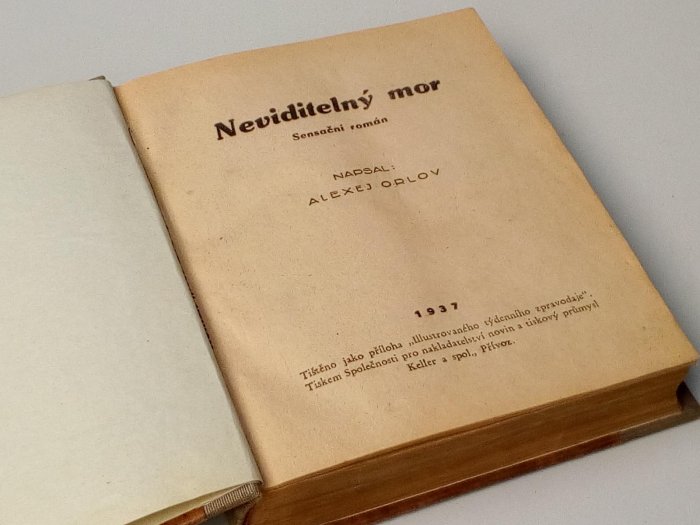 Neviditelný mor
Sensační román
NAPSAL:
ALEXEJ ORLOV
1937
Tištěno jako příloha „Illustrovaného týdenního zpravodaje“.
Tiskem Společnosti pro nakladatelství novin a tiskový průmysl
Keller a spol., Přívoz.